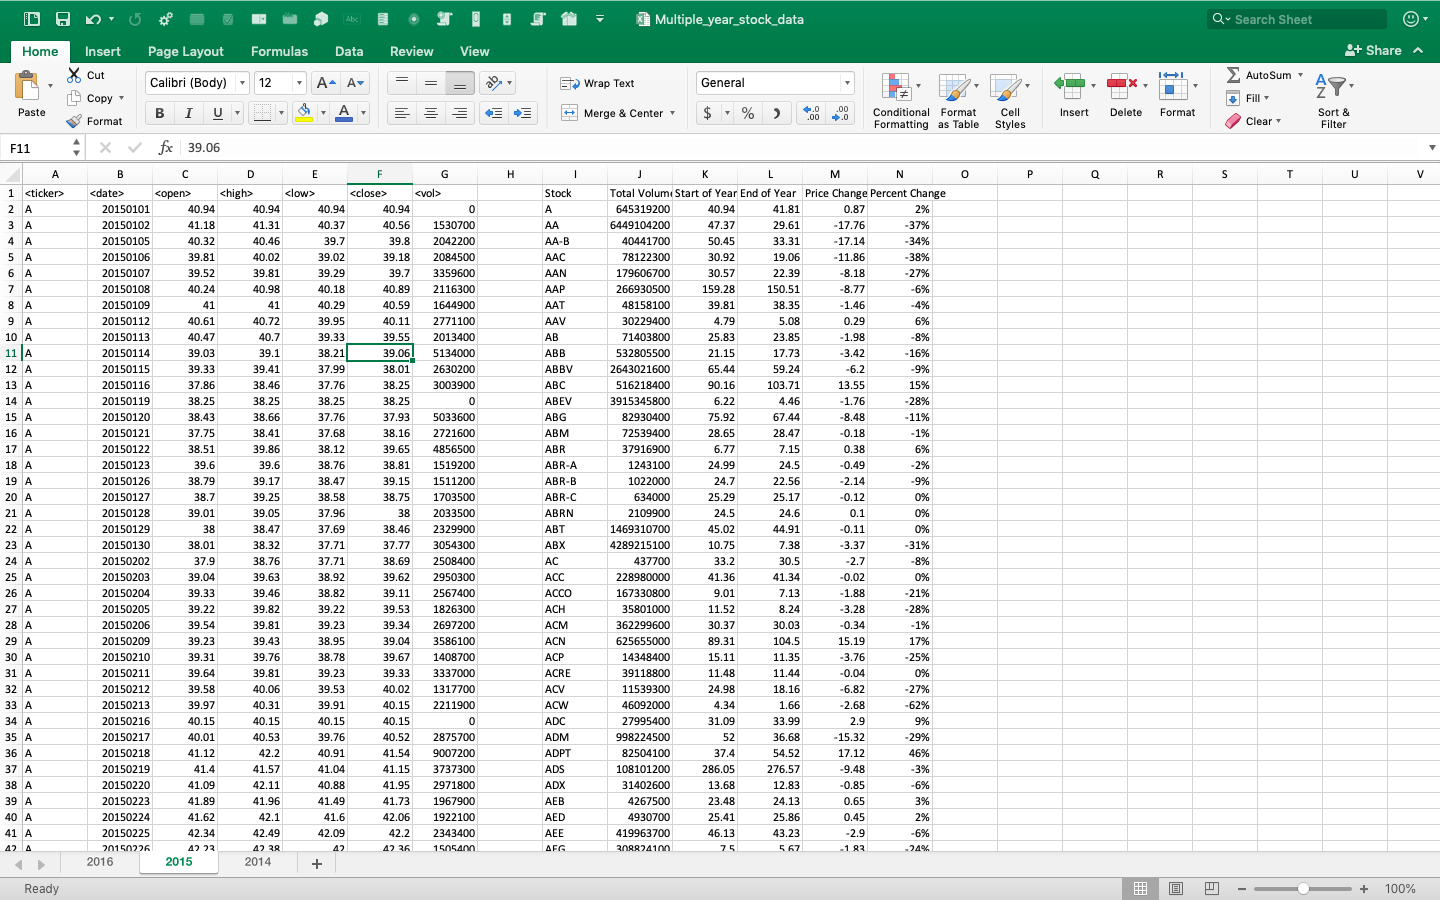 Multiple_year_stock_data
Search Sheet
Home Insert Page Layout Formulas Data Review View
Share
Paste
Cut
Copy
Format
Calibri (Body) 12
B I U
Wrap Text
Merge & Center
General
$ % 
Conditional Formatting
Format as Table
Cell Styles
Insert Delete Format
AutoSum
Fill
Clear
Sort & Filter
F11 fx 39.06
A B C D E F G H I J K L M N O P Q R S T U V
1 <ticker> <date> <open> <high> <low> <close> <vol> Stock Total Volum Start of Year End of Year Price Change Percent Change
2 A 20150101 40.94 40.94 40.94 40.94 0 A 645319200 40.94 41.81 0.87 2%
3 A 20150102 41.18 41.31 40.37 40.56 1530700 AA 6449104200 47.37 29.61 -17.76 -37%
4 A 20150105 40.32 40.46 39.7 39.8 2042200 AA-B 40441700 50.45 33.31 -17.14 -34%
5 A 20150106 39.81 40.02 39.02 39.18 2084500 AAC 78122300 30.92 19.06 -11.86 -38%
6 A 20150107 39.52 39.81 39.29 39.7 3359600 AAN 179606700 30.57 22.39 -8.18 -27%
7 A 20150108 40.24 40.98 40.18 40.89 2116300 AAP 266930500 159.28 150.51 -8.77 -6%
8 A 20150109 41 41 40.29 40.59 1644900 AAT 48158100 39.81 38.35 -1.46 -4%
9 A 20150112 40.61 40.72 39.95 40.11 2771100 AAV 30229400 4.79 5.08 0.29 6%
10 A 20150113 40.47 40.7 39.33 39.55 2013400 AB 71403800 25.83 23.85 -1.98 -8%
11 A 20150114 39.03 39.1 38.21 39.06 5134000 ABB 532805500 21.15 17.73 -3.42 -16%
12 A 20150115 39.33 39.41 37.99 38.01 2630200 ABBV 2643021600 65.44 59.24 -6.2 -9%
13 A 20150116 37.86 38.46 37.76 38.25 3003900 ABC 516218400 90.16 103.71 13.55 15%
14 A 20150119 38.25 38.25 38.25 38.25 0 ABEV 3915345800 6.22 4.46 -1.76 -28%
15 A 20150120 38.43 38.66 37.76 37.93 5033600 ABG 82930400 75.92 67.44 -8.48 -11%
16 A 20150121 37.75 38.41 37.68 38.16 2721600 ABM 72539400 28.65 28.47 -0.18 -1%
17 A 20150122 38.51 39.86 38.12 39.65 4856500 ABR 37916900 6.77 7.15 0.38 6%
18 A 20150123 39.6 39.6 38.76 38.81 1519200 ABR-A 1243100 24.99 24.5 -0.49 -2%
19 A 20150126 38.79 39.17 38.47 39.15 1511200 ABR-B 1022000 24.7 22.56 -2.14 -9%
20 A 20150127 38.7 39.25 38.58 38.75 1703500 ABR-C 634000 25.29 25.17 -0.12 0%
21 A 20150128 39.01 39.05 37.96 38 2033500 ABRN 2109900 24.5 24.6 0.1 0%
22 A 20150129 38 38.47 37.69 38.46 2329900 ABT 1469310700 45.02 44.91 -0.11 0%
23 A 20150130 38.01 38.32 37.71 37.77 3054300 ABX 4289215100 10.75 7.38 -3.37 -31%
24 A 20150202 37.9 38.76 37.71 38.69 2508400 AC 437700 33.2 30.5 -2.7 -8%
25 A 20150203 39.04 39.63 38.92 39.62 2950300 ACC 228980000 41.36 41.34 -0.02 0%
26 A 20150204 39.33 39.46 38.82 39.11 2567400 ACCO 167330800 9.01 7.13 -1.88 -21%
27 A 20150205 39.22 39.82 39.22 39.53 1826300 ACH 35801000 11.52 8.24 -3.28 -28%
28 A 20150206 39.54 39.81 39.23 39.34 2697200 ACM 362299600 30.37 30.03 -0.34 -1%
29 A 20150209 39.23 39.43 38.95 39.04 3586100 ACN 625655000 89.31 104.5 15.19 17%
30 A 20150210 39.31 39.76 38.78 39.67 1408700 ACP 14348400 15.11 11.35 -3.76 -25%
31 A 20150211 39.64 39.81 39.23 39.33 3337000 ACRE 39118800 11.48 11.44 -0.04 0%
32 A 20150212 39.58 40.06 39.53 40.02 1317700 ACV 11539300 24.98 18.16 -6.82 -27%
33 A 20150213 39.97 40.31 39.91 40.15 2211900 ACW 46092000 4.34 1.66 -2.68 -62%
34 A 20150216 40.15 40.15 40.15 40.15 0 ADC 27995400 31.09 33.99 2.9 9%
35 A 20150217 40.01 40.53 39.76 40.52 2875700 ADM 998224500 52 36.68 -15.32 -29%
36 A 20150218 41.12 42.2 40.91 41.54 9007200 ADPT 82504100 37.4 54.52 17.12 46%
37 A 20150219 41.4 41.57 41.04 41.15 3737300 ADS 108101200 286.05 276.57 -9.48 -3%
38 A 20150220 41.09 42.11 40.88 41.95 2971800 ADX 31402600 13.68 12.83 -0.85 -6%
39 A 20150223 41.89 41.96 41.49 41.73 1967900 AEB 4267500 23.48 24.13 0.65 3%
40 A 20150224 41.62 42.1 41.6 42.06 1922100 AED 4930700 25.41 25.86 0.45 2%
41 A 20150225 42.34 42.49 42.09 42.2 2343400 AEE 419963700 46.13 43.23 -2.9 -6%
42 A 20150226 42.23 42.38 42 42.36 1505400 AEG 308824100 7.5 5.67 -1.83 -24%
2016 2015 2014 +
Ready 100%